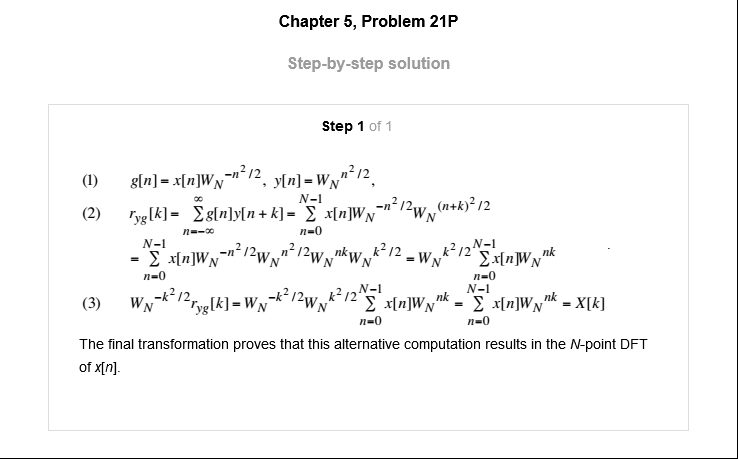 Chapter 5, Problem 21P
Step-by-step solution
Step 1 of 1
(1) g[n] = x[n]W_N^{-n^2/2}, y[n] = W_N^{n^2/2},
(2) r_{yg}[k] = \sum_{n=-∞}^{∞} g[n]y[n + k] = \sum_{n=0}^{N-1} x[n]W_N^{-n^2/2}W_N^{(n+k)^2/2}
= \sum_{n=0}^{N-1} x[n]W_N^{-n^2/2}W_N^{n^2/2}W_N^{nk}W_N^{k^2/2} = W_N^{k^2/2}\sum_{n=0}^{N-1} x[n]W_N^{nk}
(3) W_N^{-k^2/2}r_{yg}[k] = W_N^{-k^2/2}W_N^{k^2/2}\sum_{n=0}^{N-1} x[n]W_N^{nk} = \sum_{n=0}^{N-1} x[n]W_N^{nk} = X[k]
The final transformation proves that this alternative computation results in the N-point DFT
of x[n].